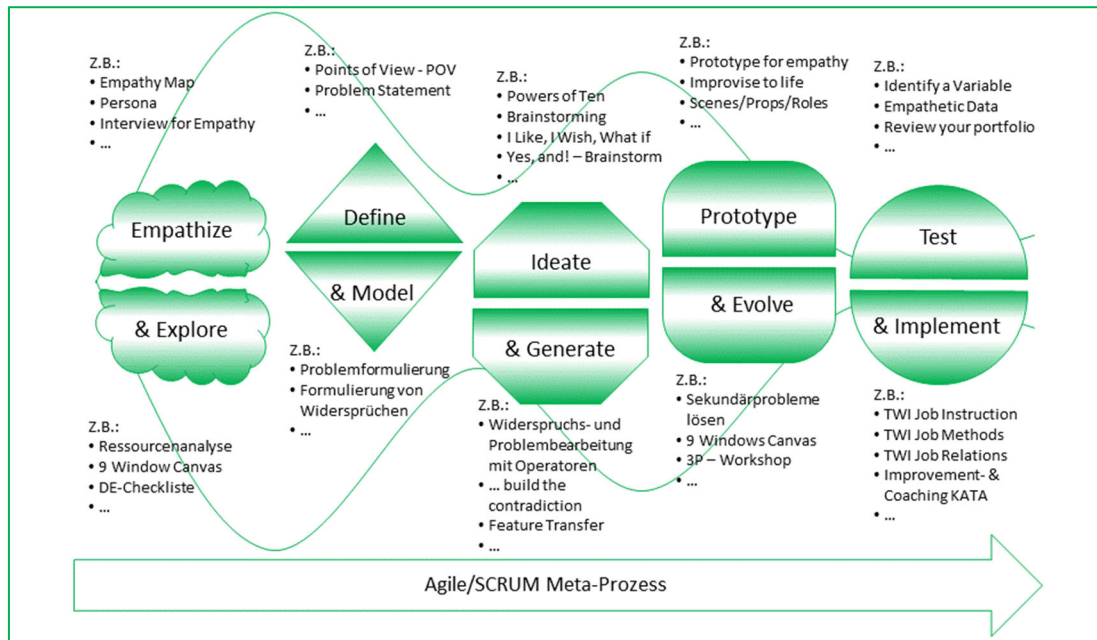 Z.B.:
• Empathy Map
• Persona
• Interview for Empathy
• ...
Z.B.:
• Points of View - POV
• Problem Statement
• ...
Z.B.:
• Powers of Ten
• Brainstorming
• I Like, I Wish, What if
• Yes, and! – Brainstorm
• ...
Z.B.:
• Prototype for empathy
• Improvise to life
• Scenes/Props/Roles
• ...
Z.B.:
• Identify a Variable
• Empathetic Data
• Review your portfolio
• ...
Empathize
& Explore
Define
& Model
Ideate
& Generate
Prototype
& Evolve
Test
& Implement
Z.B.:
• Ressourcenanalyse
• 9 Window Canvas
• DE-Checkliste
• ...
Z.B.:
• Problemformulierung
• Formulierung von
Widersprüchen
• ...
Z.B.:
• Widerspruchs- und
Problembearbeitung
mit Operatoren
• ... build the
contradiction
• Feature Transfer
• ...
Z.B.:
• Sekundärprobleme
lösen
• 9 Windows Canvas
• 3P – Workshop
• ...
Z.B.:
• TWI Job Instruction
• TWI Job Methods
• TWI Job Relations
• Improvement- &
Coaching KATA
• ...
Agile/SCRUM Meta-Prozess